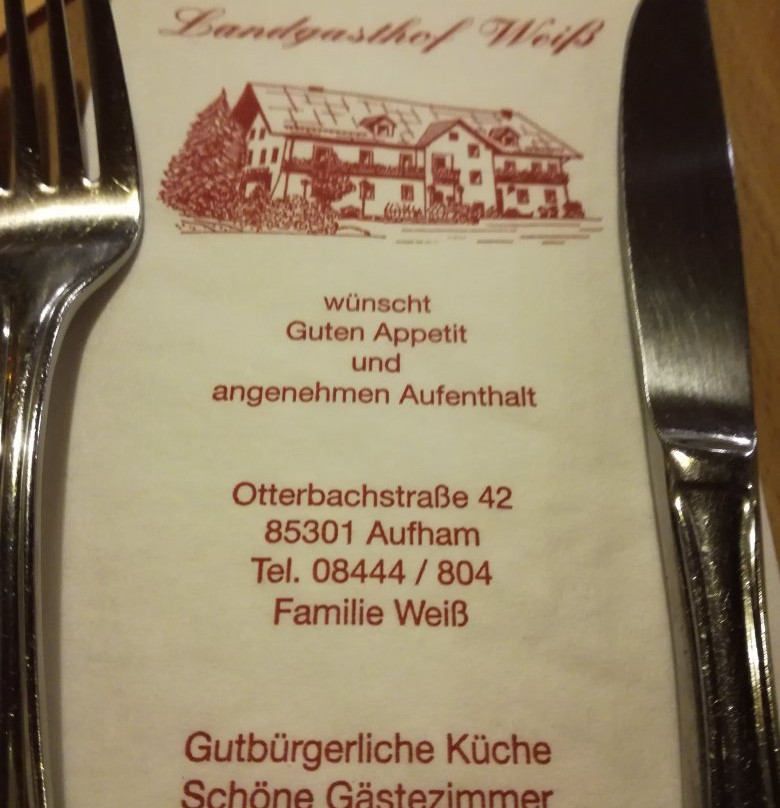 Landgasthof Weiß
wünscht
Guten Appetit
und
angenehmen Aufenthalt
Otterbachstraße 42
85301 Aufham
Tel. 08444 / 804
Familie Weiß
Gutbürgerliche Küche
Schöne Gästezimmer